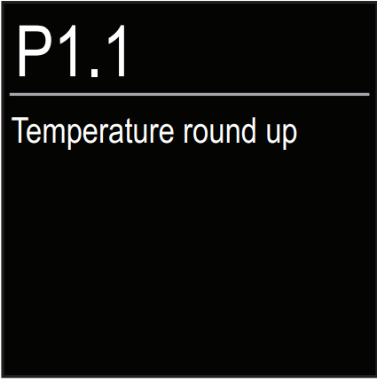 P1.1
Temperature round up